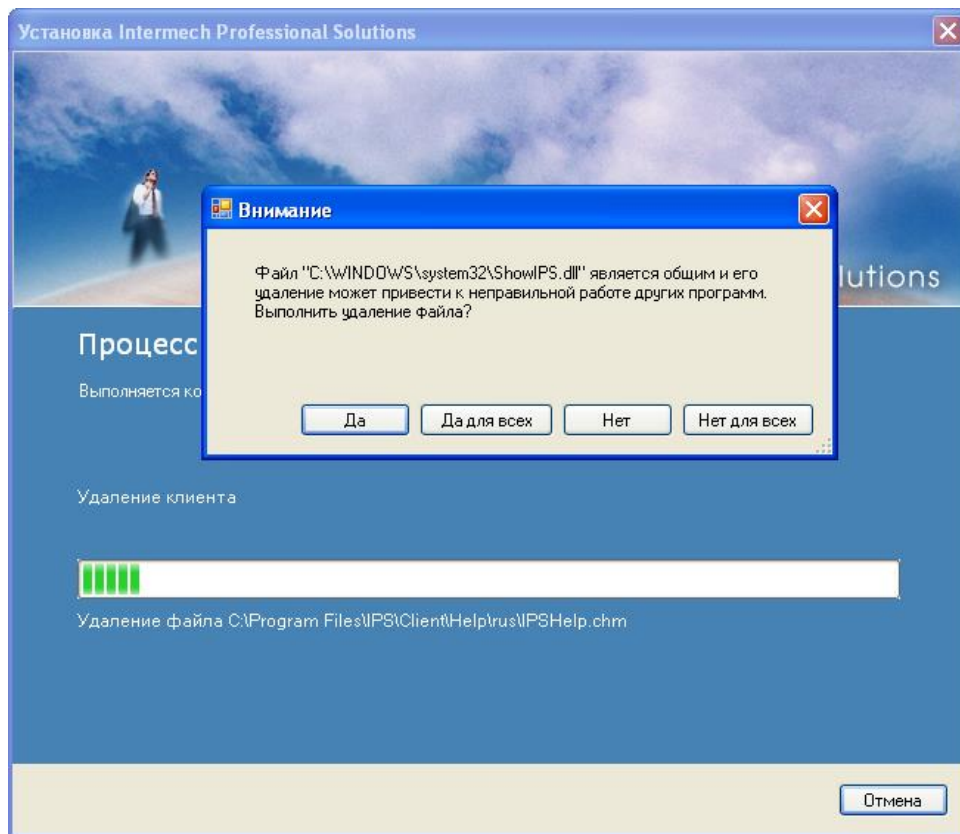 Установка Intermech Professional Solutions
Внимание
Файл "C:\WINDOWS\system32\ShowIPS.dll" является общим и его
удаление может привести к неправильной работе других программ.
Выполнить удаление файла?
lutions
Процесс
Выполняется ко
Да
Да для всех
Нет
Нет для всех
Удаление клиента
Удаление файла C:\Program Files\IPS\Client\Help\rus\IPSHelp.chm
Отмена